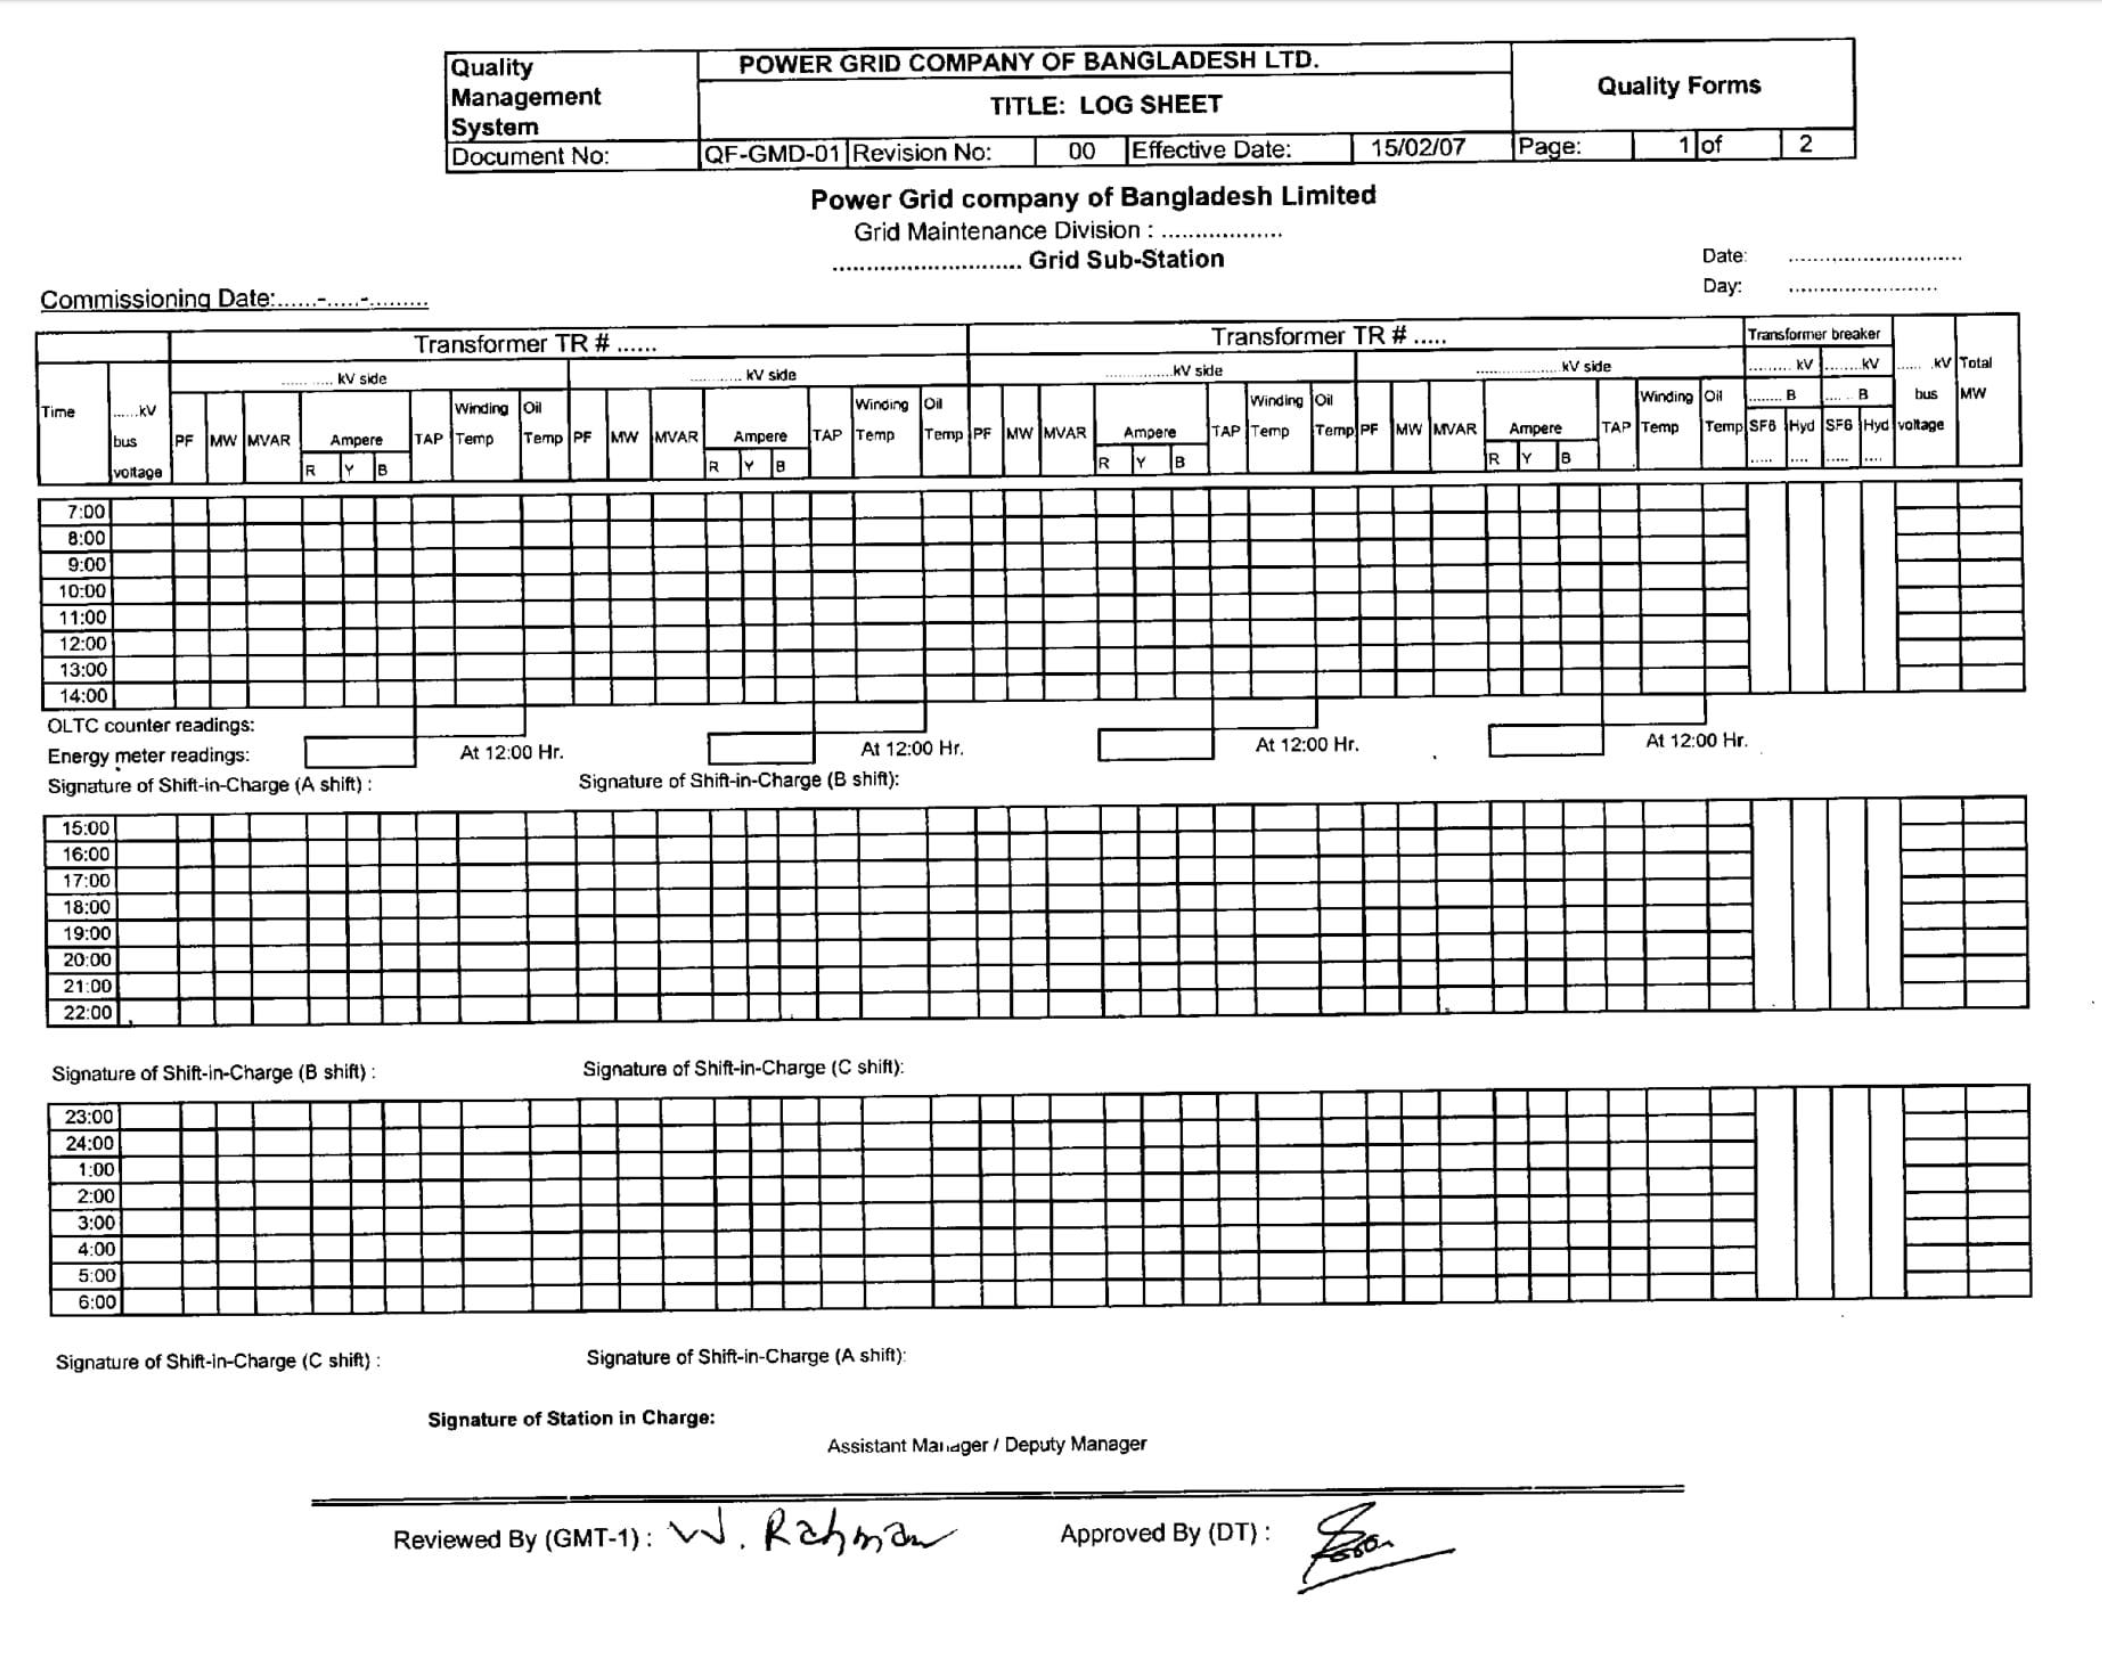 Quality Management System
POWER GRID COMPANY OF BANGLADESH LTD.
TITLE: LOG SHEET
Quality Forms
Document No: QF-GMD-01 Revision No: 00 Effective Date: 15/02/07 Page: 1 of 2
Power Grid company of Bangladesh Limited
Grid Maintenance Division : ..................
............................ Grid Sub-Station
Date: ..........................
Day: ......................
Commissioning Date:......-.....-.........
Transformer TR # ...... Transformer TR # ..... Transformer breaker
........ kV side ........... kV side ..............kV side ................kV side ......... kV ........kV ...... .kV Total
Time ......kV bus voltage PF MW MVAR Ampere R Y B TAP Winding Temp Oil Temp PF MW MVAR Ampere R Y B TAP Winding Temp Oil Temp PF MW MVAR Ampere R Y B TAP Winding Temp Oil Temp PF MW MVAR Ampere R Y B TAP Winding Temp Oil Temp ........ B .... .. B SF6 Hyd SF6 Hyd ..... .... ..... .... bus voltage MW
7:00
8:00
9:00
10:00
11:00
12:00
13:00
14:00
OLTC counter readings:
Energy meter readings: At 12:00 Hr. At 12:00 Hr. At 12:00 Hr. At 12:00 Hr.
Signature of Shift-in-Charge (A shift) : Signature of Shift-in-Charge (B shift):
15:00
16:00
17:00
18:00
19:00
20:00
21:00
22:00
Signature of Shift-in-Charge (B shift) : Signature of Shift-in-Charge (C shift):
23:00
24:00
1:00
2:00
3:00
4:00
5:00
6:00
Signature of Shift-in-Charge (C shift) : Signature of Shift-in-Charge (A shift):
Signature of Station in Charge:
Assistant Manager / Deputy Manager
Reviewed By (GMT-1) : W. Rahman Approved By (DT) :